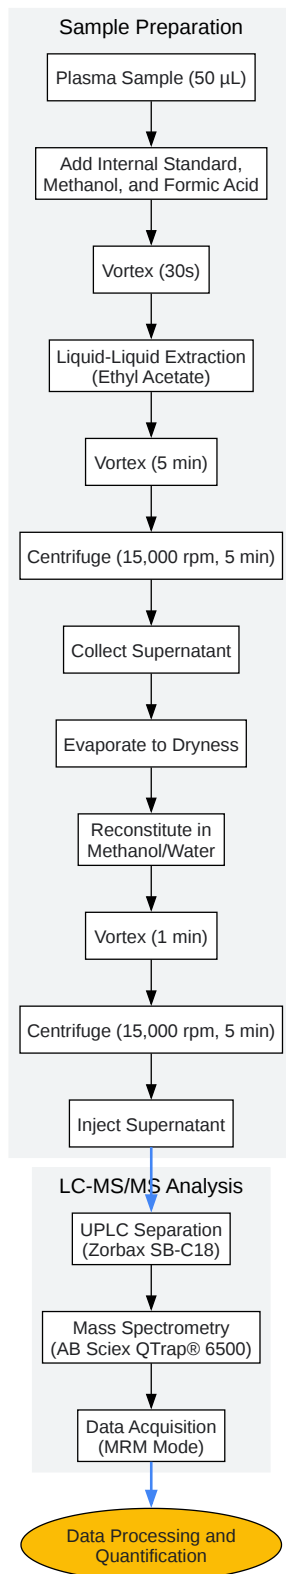 Sample Preparation
Plasma Sample (50 µL)
Add Internal Standard,
Methanol, and Formic Acid
Vortex (30s)
Liquid-Liquid Extraction
(Ethyl Acetate)
Vortex (5 min)
Centrifuge (15,000 rpm, 5 min)
Collect Supernatant
Evaporate to Dryness
Reconstitute in
Methanol/Water
Vortex (1 min)
Centrifuge (15,000 rpm, 5 min)
Inject Supernatant
LC-MS/MS Analysis
UPLC Separation
(Zorbax SB-C18)
Mass Spectrometry
(AB Sciex QTrap® 6500)
Data Acquisition
(MRM Mode)
Data Processing and
Quantification